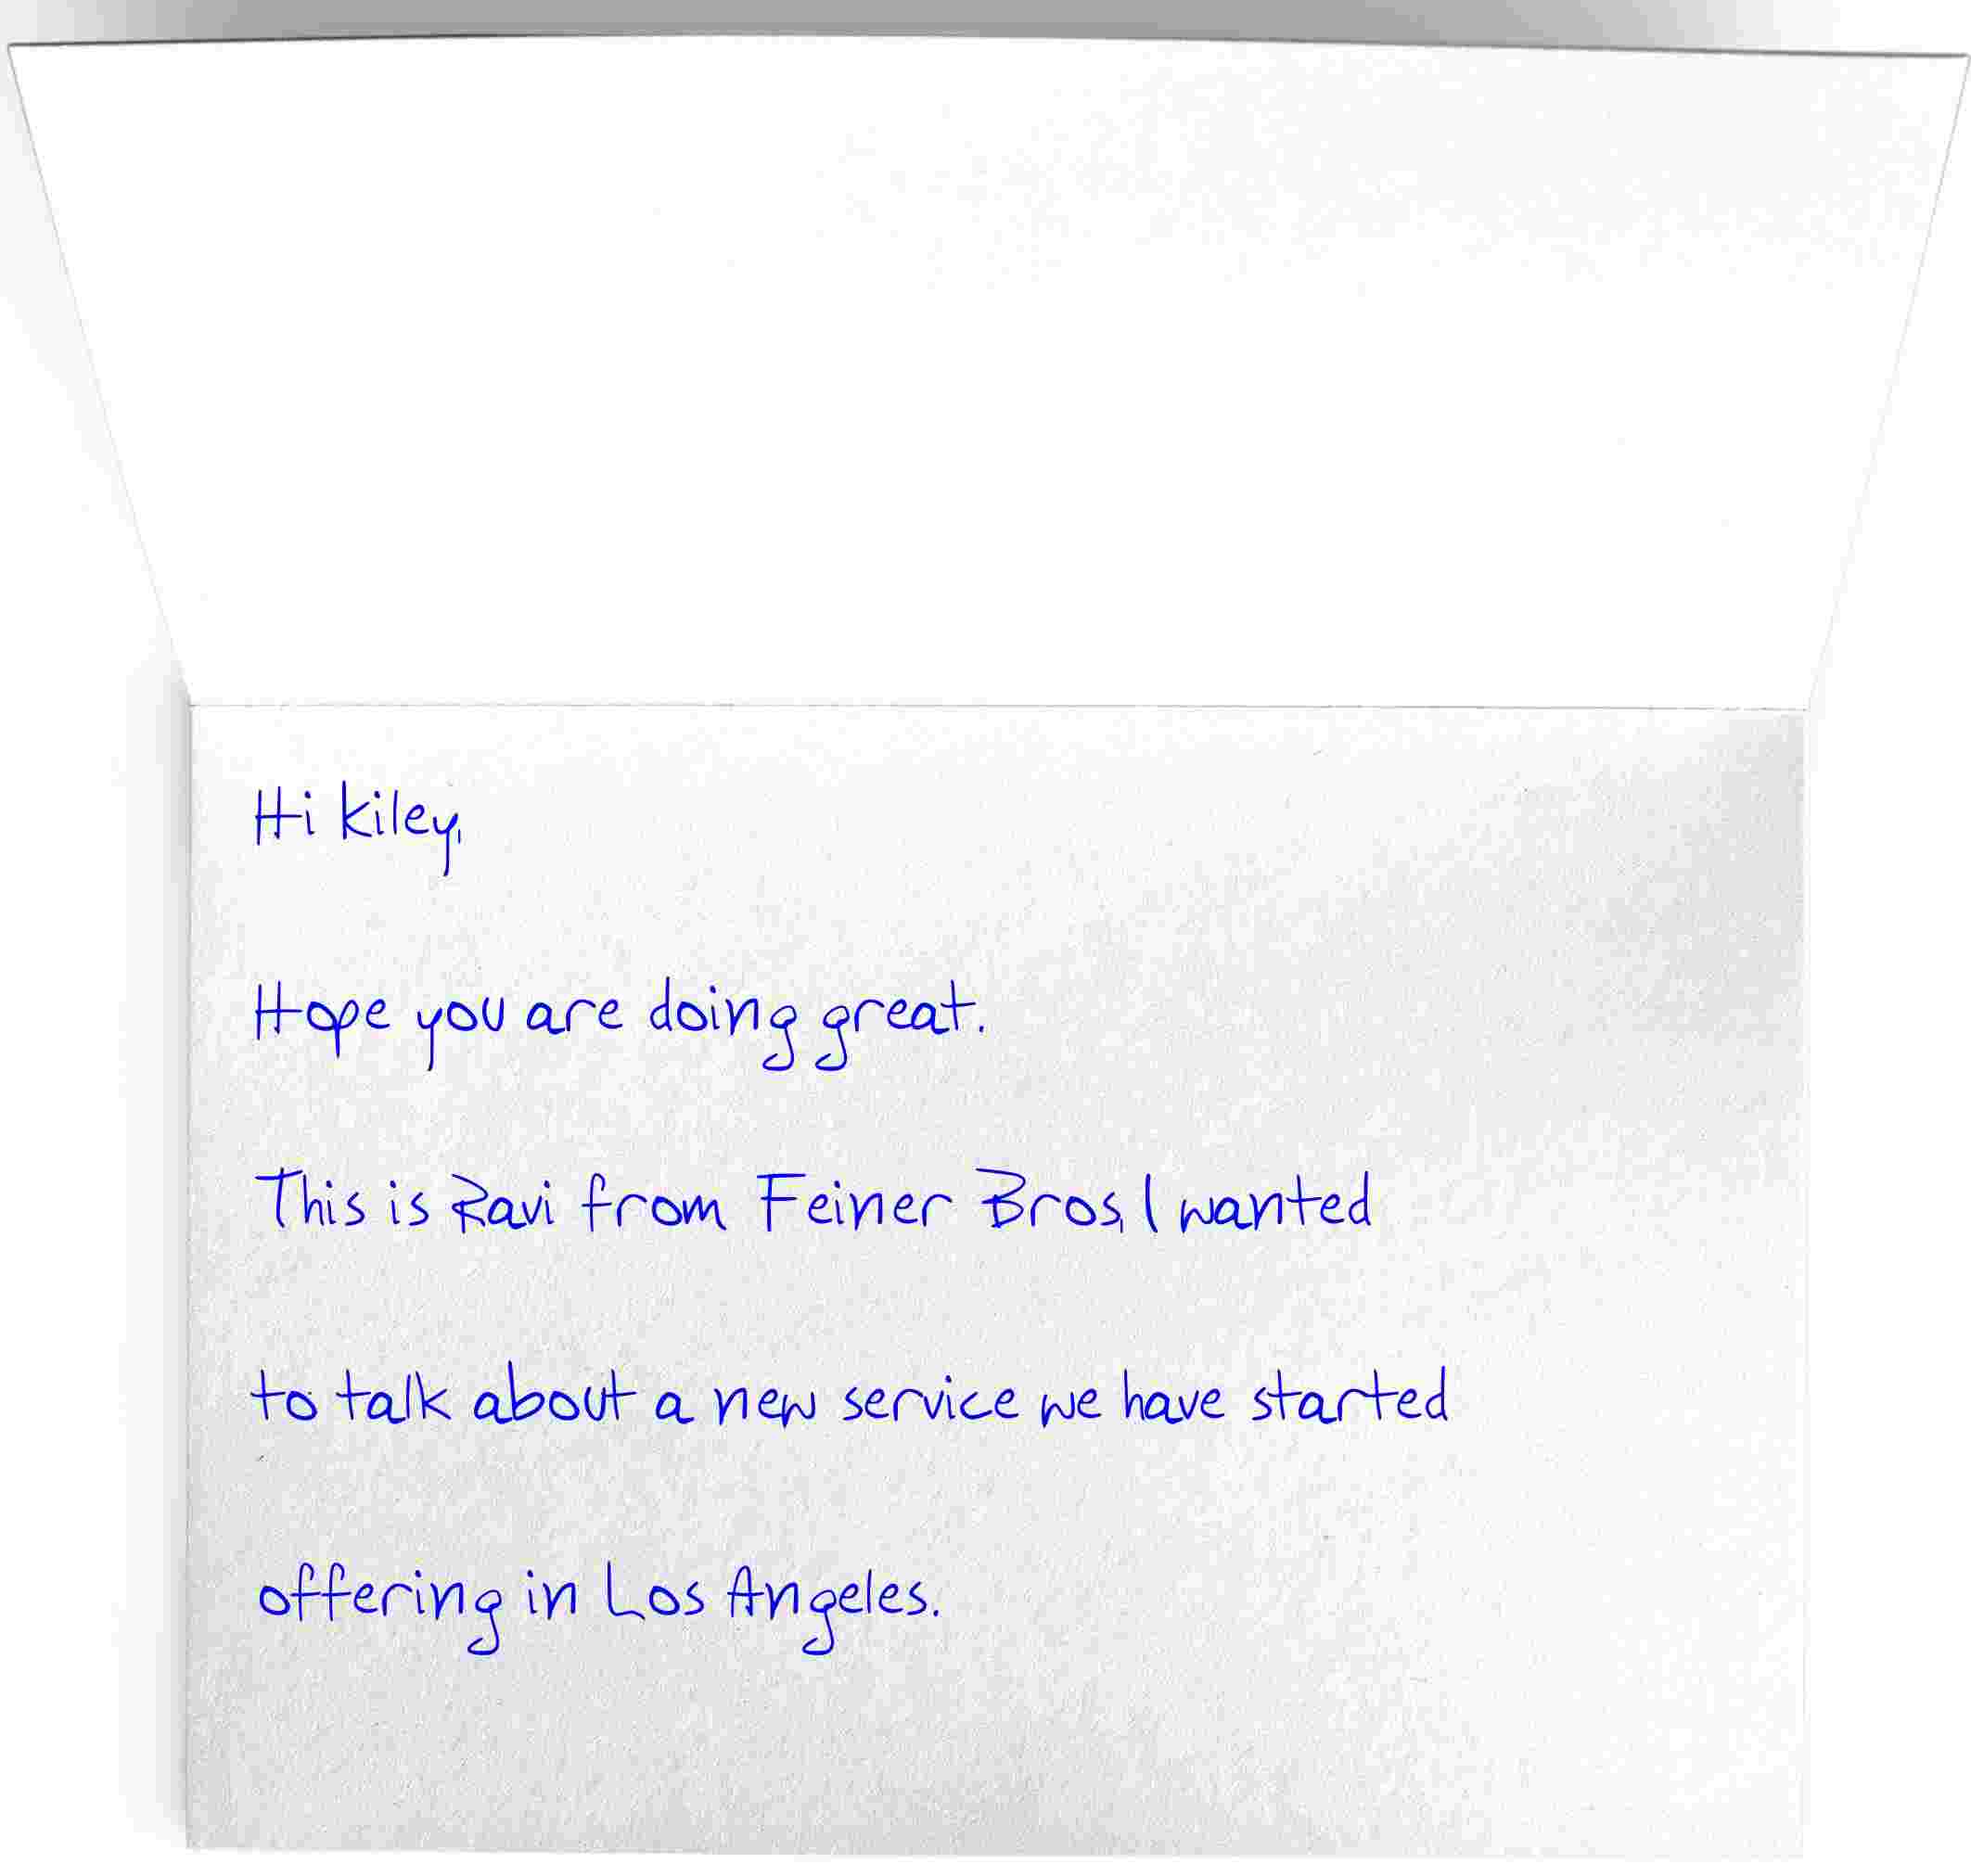 Hi kiley,
Hope you are doing great.
This is Ravi from Feiner Bros, I wanted
to talk about a new service we have started
offering in Los Angeles.